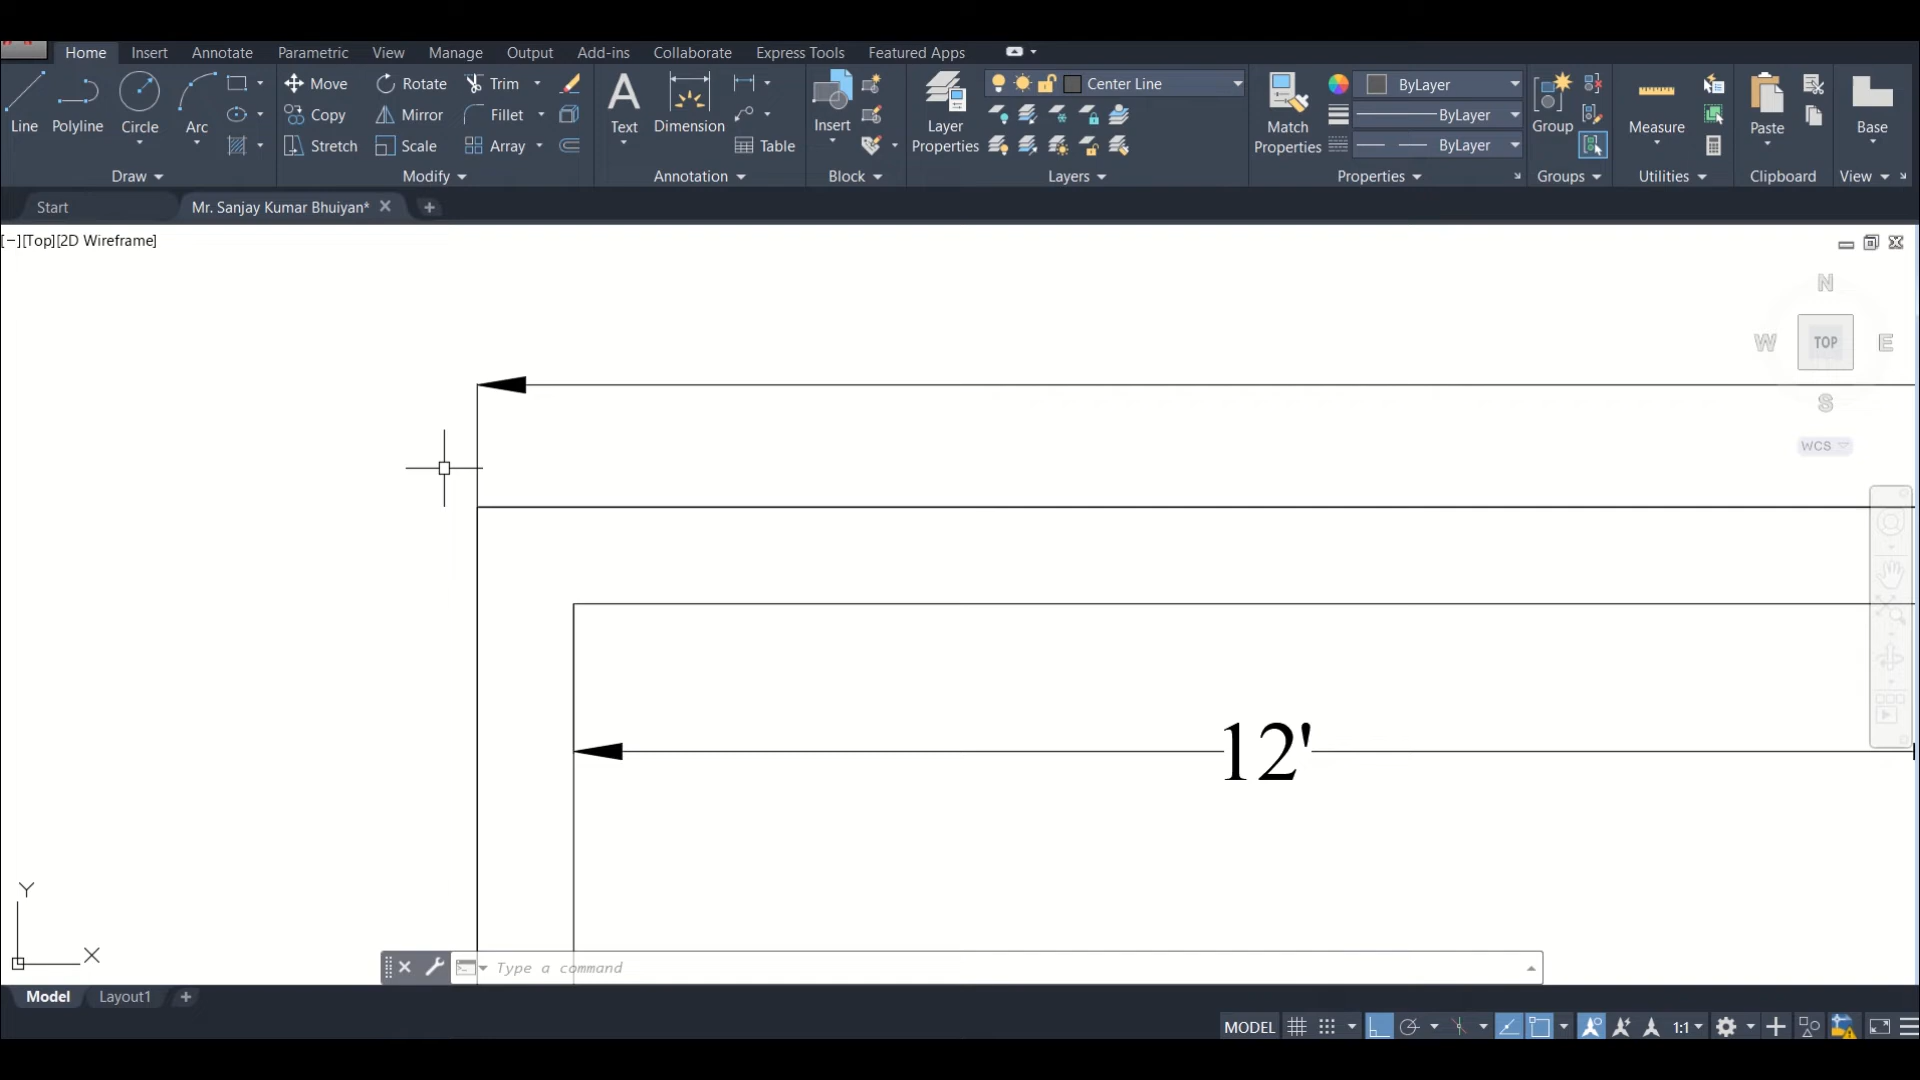 Home Insert Annotate Parametric View Manage Output Add-ins Collaborate Express Tools Featured Apps
Line Polyline Circle Arc
Move Rotate Trim
Copy Mirror Fillet
Stretch Scale Array
Text Dimension
Table
Insert
Layer Properties
Center Line
Match Properties
ByLayer
ByLayer
ByLayer
Group
Measure
Paste
Base
Draw Modify Annotation Block Layers Properties Groups Utilities Clipboard View
Start Mr. Sanjay Kumar Bhuiyan*
[−][Top][2D Wireframe]
N
W TOP E
S
WCS
12'
Y
X
Type a command
Model Layout1
MODEL 1:1